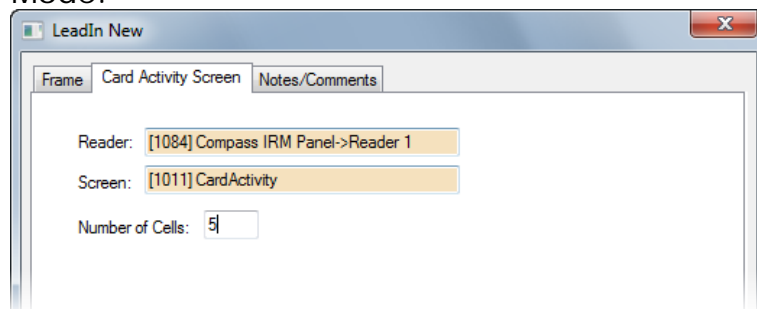 LeadIn New
Frame Card Activity Screen Notes/Comments
Reader: [1084] Compass IRM Panel->Reader 1
Screen: [1011] CardActivity
Number of Cells: 5